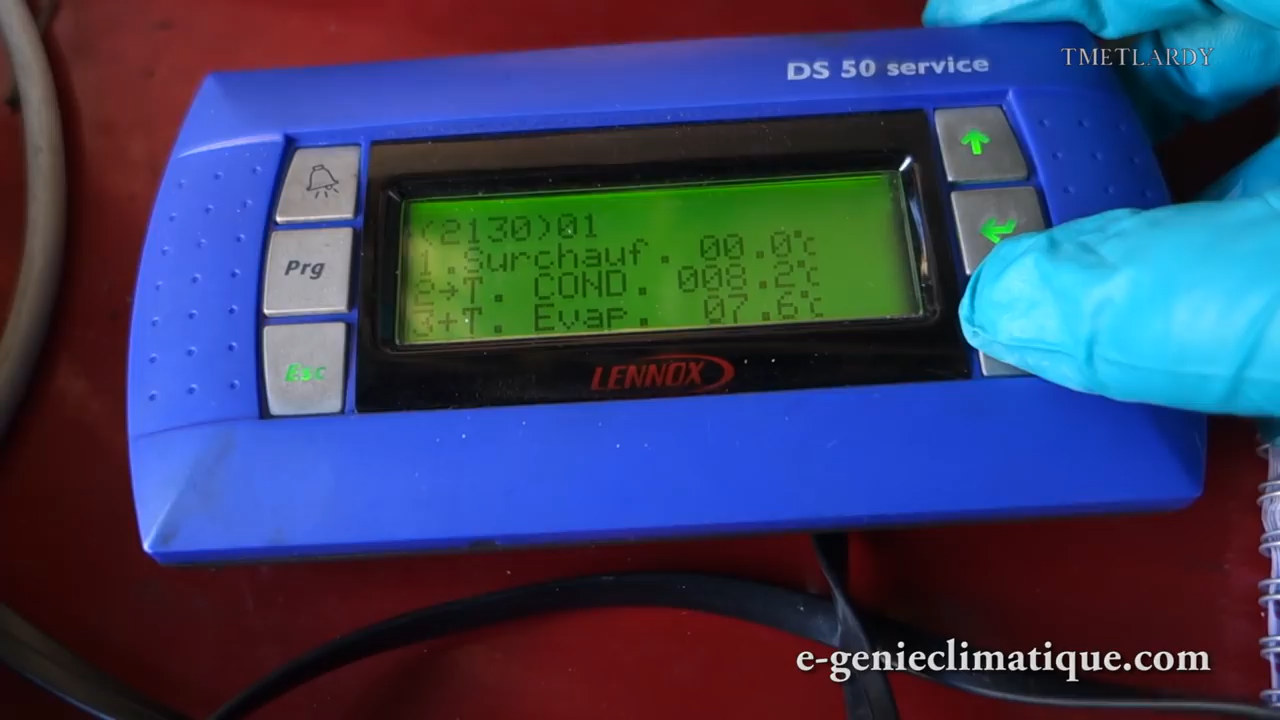 TMETLARDY
DS 50 service
(2130)01
1.Surchauf. 00.0°c
2→T. COND. 008.2°c
3+T. Evap. 07.6°c
Prg
Esc
LENNOX
e-genieclimatique.com